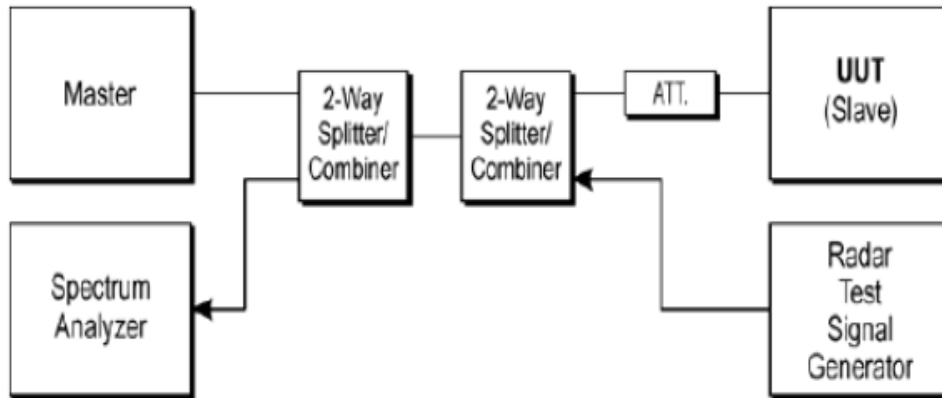 Master
2-Way
Splitter/
Combiner
2-Way
Splitter/
Combiner
ATT.
UUT
(Slave)
Spectrum
Analyzer
Radar
Test
Signal
Generator